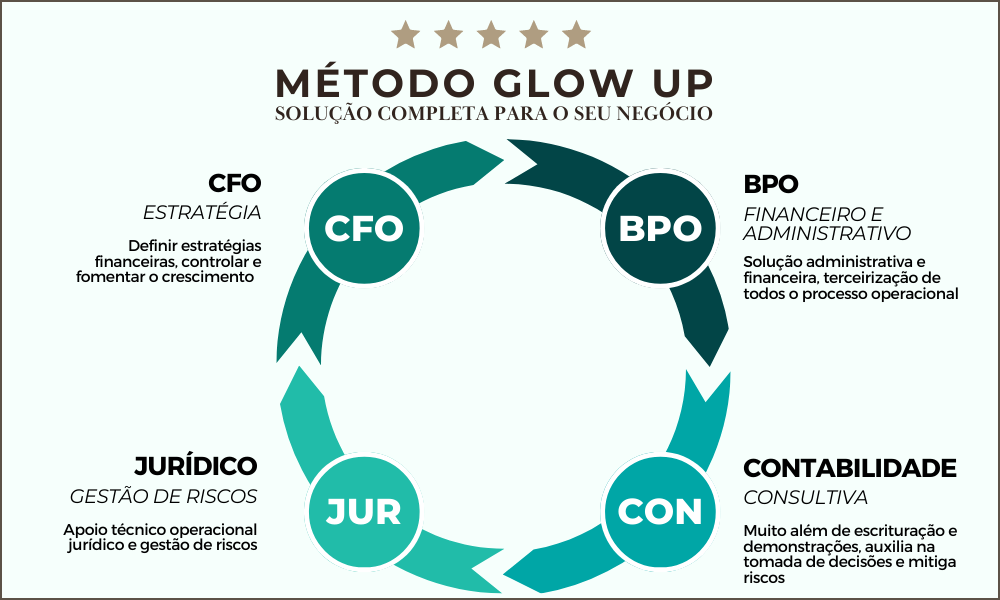 MÉTODO GLOW UP
SOLUÇÃO COMPLETA PARA O SEU NEGÓCIO
CFO
ESTRATÉGIA
Definir estratégias
financeiras, controlar e
fomentar o crescimento
CFO
BPO
BPO
FINANCEIRO E
ADMINISTRATIVO
Solução administrativa e
financeira, terceirização de
todos o processo operacional
JURÍDICO
GESTÃO DE RISCOS
Apoio técnico operacional
jurídico e gestão de riscos
JUR
CON
CONTABILIDADE
CONSULTIVA
Muito além de escrituração e
demonstrações, auxilia na
tomada de decisões e mitiga
riscos